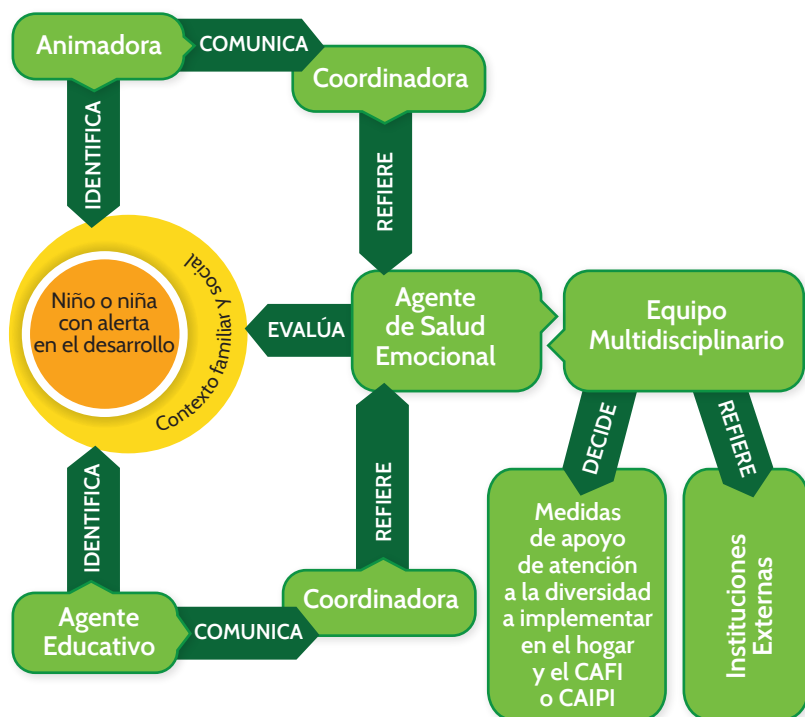 Animadora
COMUNICA
Coordinadora
IDENTIFICA
REFIERE
Niño o niña
con alerta
en el desarrollo
Contexto familiar y social
EVALÚA
Agente
de Salud
Emocional
Equipo
Multidisciplinario
IDENTIFICA
REFIERE
DECIDE
REFIERE
Agente
Educativo
COMUNICA
Coordinadora
Medidas
de apoyo
de atención
a la diversidad
a implementar
en el hogar
y el CAFI
o CAIPI
Instituciones
Externas